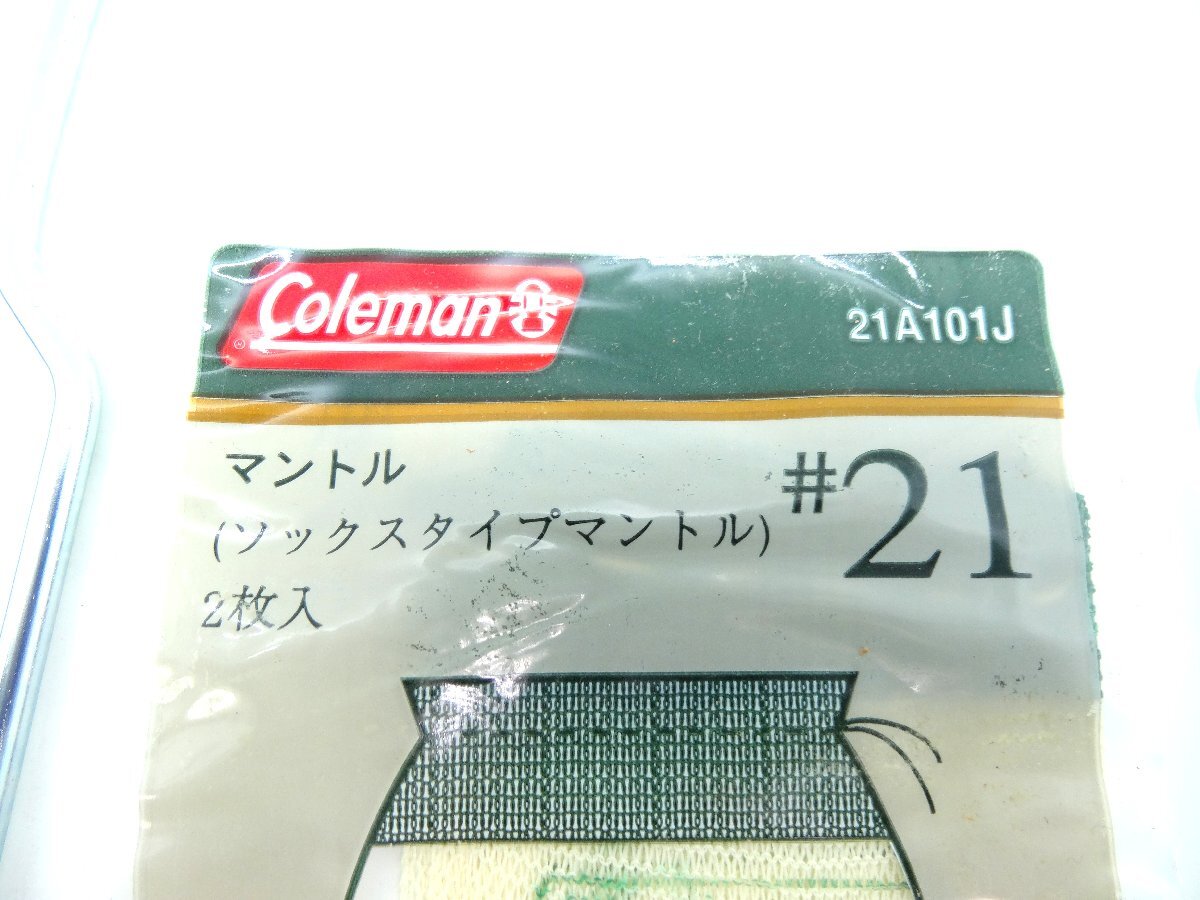 Coleman
21A101J
マントル
(ソックスタイプマントル)
2枚入
#21